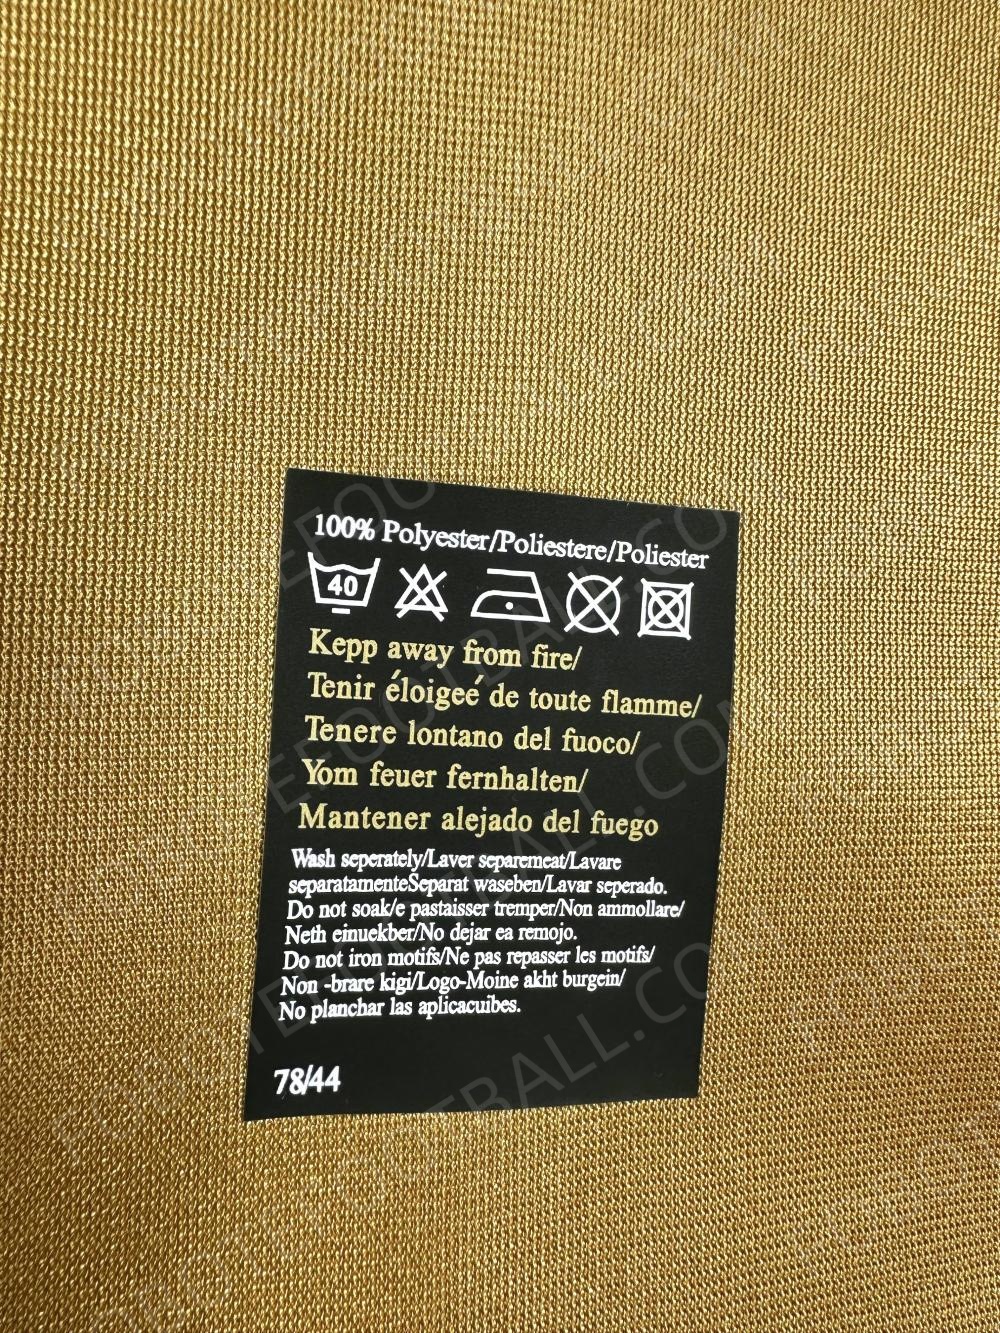 100% Polyester/Poliestere/Poliester
40
Kepp away from fire/
Tenir éloigeé de toute flamme/
Tenere lontano del fuoco/
Yom feuer fernhalten/
Mantener alejado del fuego
Wash seperately/Laver separemeat/Lavare
separatamenteSeparat waseben/Lavar seperado.
Do not soak/e pastaisser tremper/Non ammollare/
Neth einuekber/No dejar ea remojo.
Do not iron motifs/Ne pas repasser les motifs/
Non -brare kigi/Logo-Moine akht burgein/
No planchar las aplicacuibes.
78/44